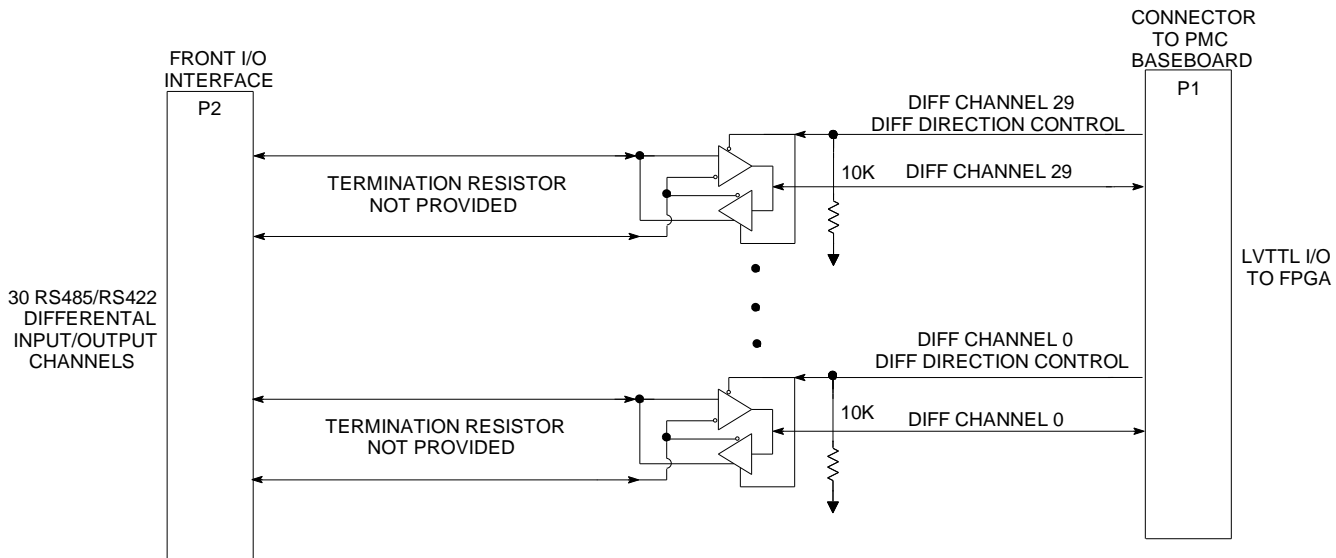 FRONT I/O
INTERFACE
P2
30 RS485/RS422
DIFFERENTAL
INPUT/OUTPUT
CHANNELS
TERMINATION RESISTOR
NOT PROVIDED
DIFF CHANNEL 29
DIFF DIRECTION CONTROL
10K
DIFF CHANNEL 29
TERMINATION RESISTOR
NOT PROVIDED
DIFF CHANNEL 0
DIFF DIRECTION CONTROL
10K
DIFF CHANNEL 0
CONNECTOR
TO PMC
BASEBOARD
P1
LVTTL I/O
TO FPGA